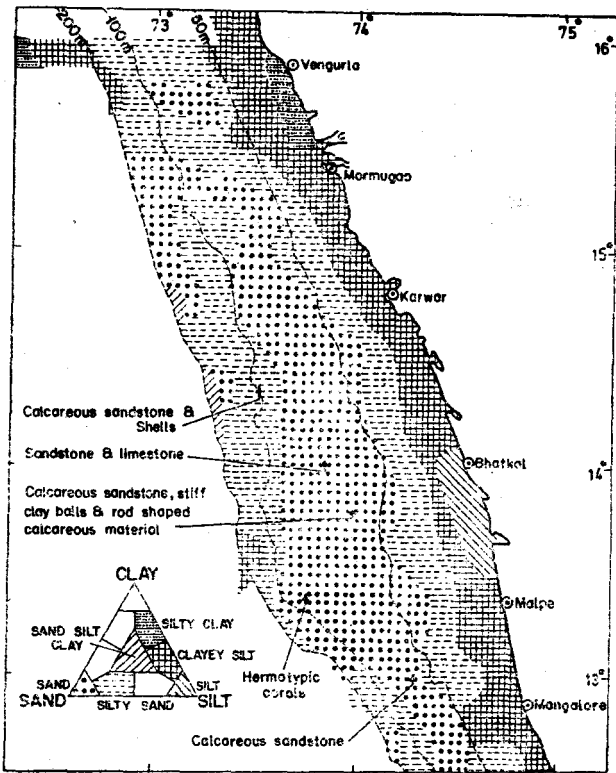 200m
100m
50m
73°
74°
75°
16°
Vengurla
Mormugao
15°
Karwar
Calcareous sandstone &
Shells
Sandstone & limestone
Bhatkal
14°
Calcareous sandstone, stiff
clay balls & rod shaped
calcareous material
CLAY
SILTY CLAY
SAND SILT
CLAY
CLAYEY SILT
Malpe
SAND
SILT
SAND
SILTY SAND
SILT
Hermotypic
corals
13°
Mangalore
Calcareous sandstone